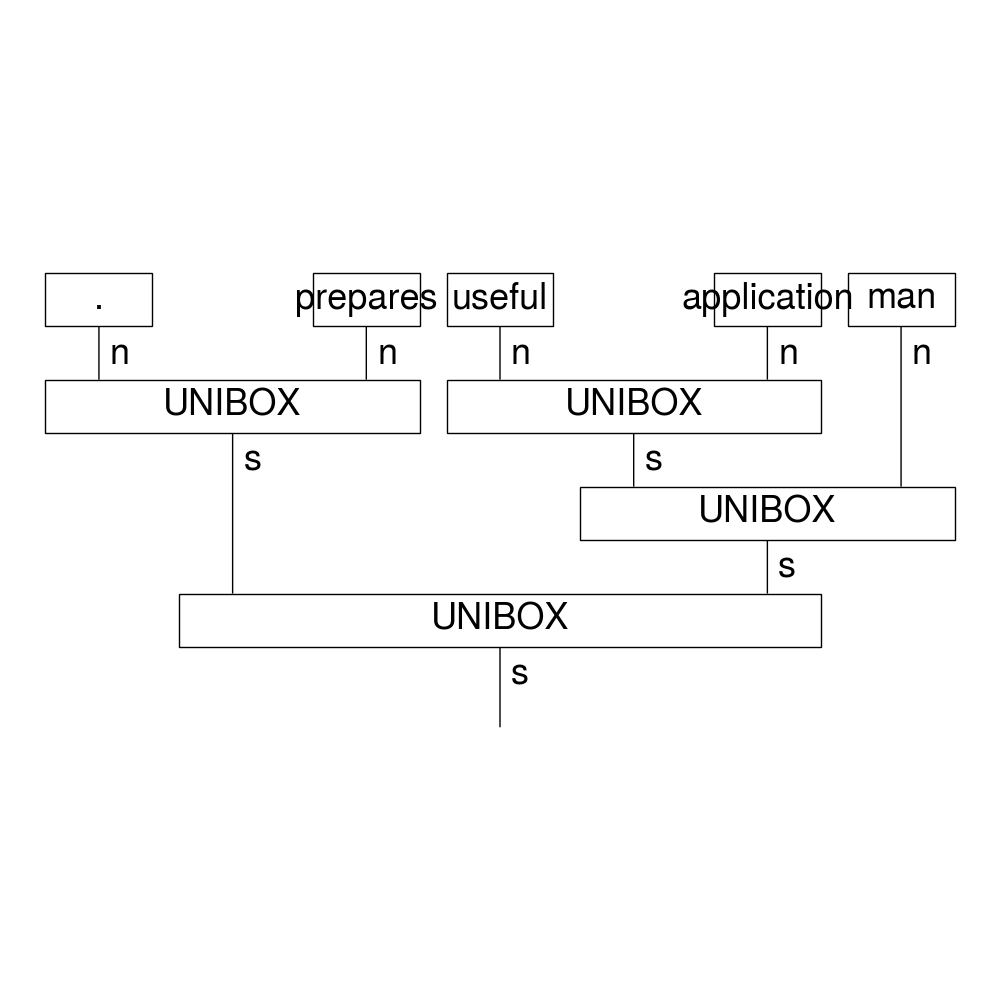 . prepares useful application man
n n n n n
UNIBOX UNIBOX
s s
UNIBOX
s
UNIBOX
s